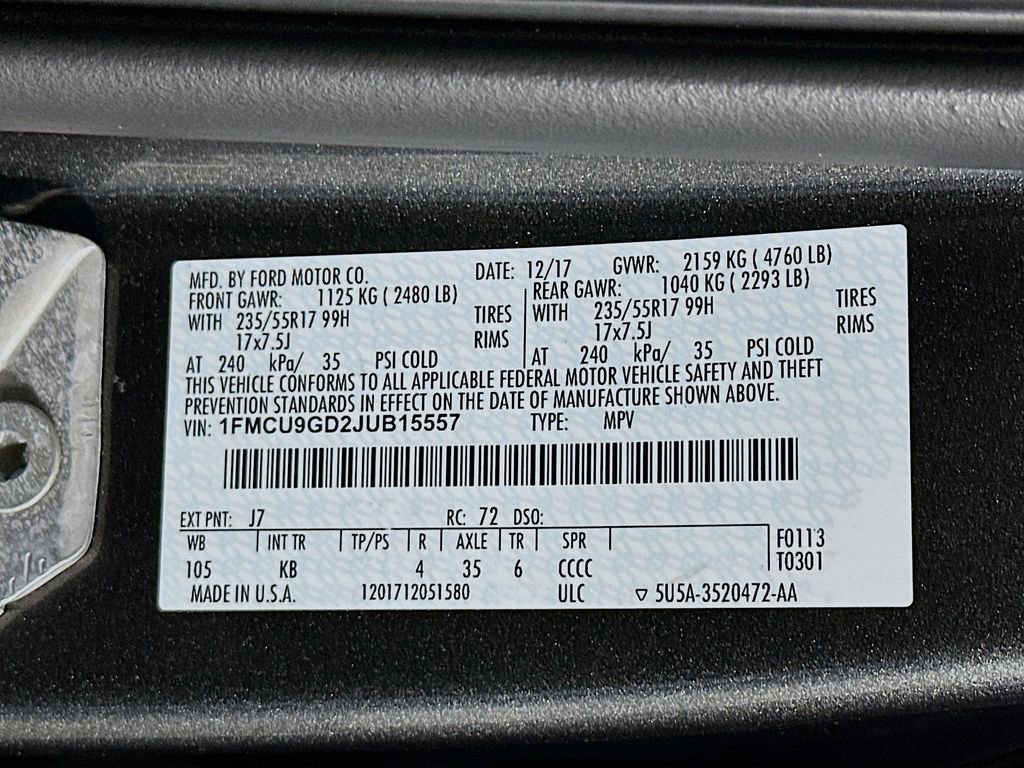 MFD. BY FORD MOTOR CO. DATE: 12/17 GVWR: 2159 KG ( 4760 LB)
FRONT GAWR: 1125 KG ( 2480 LB) REAR GAWR: 1040 KG ( 2293 LB)
WITH 235/55R17 99H TIRES WITH 235/55R17 99H TIRES
17x7.5J RIMS 17x7.5J RIMS
AT 240 kPa/ 35 PSI COLD AT 240 kPa/ 35 PSI COLD
THIS VEHICLE CONFORMS TO ALL APPLICABLE FEDERAL MOTOR VEHICLE SAFETY AND THEFT
PREVENTION STANDARDS IN EFFECT ON THE DATE OF MANUFACTURE SHOWN ABOVE.
VIN: 1FMCU9GD2JUB15557 TYPE: MPV
EXT PNT: J7 RC: 72 DSO:
WB INT TR TP/PS R AXLE TR SPR F0113
105 KB 4 35 6 CCCC T0301
MADE IN U.S.A. 1201712051580 ULC ▽ 5U5A-3520472-AA